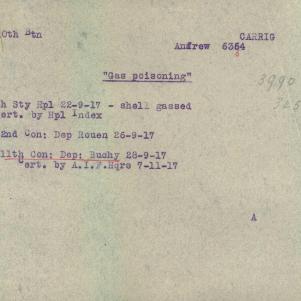 0th Btn CARRIG
Andrew 6364
8
"Gas poisoning"
3990
h Sty Hpl 22-9-17 - shell gassed
ert. by Hpl Index
2nd Con: Dep Rouen 26-9-17
11th Con: Dep: Buchy 28-9-17
Cert. by A.I.F.Hqrs 7-11-17
A